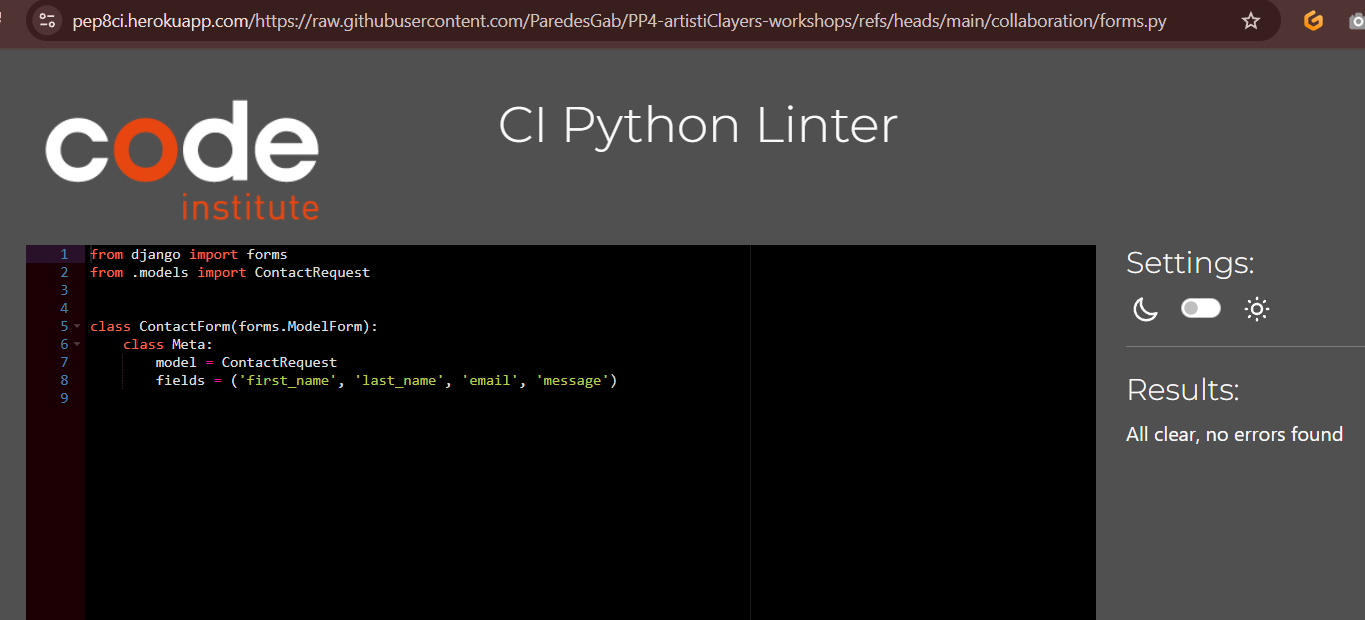 pep8ci.herokuapp.com/https://raw.githubusercontent.com/ParedesGab/PP4-artistiClayers-workshops/refs/heads/main/collaboration/forms.py
code
institute
CI Python Linter
1 from django import forms
2 from .models import ContactRequest
3
4
5 class ContactForm(forms.ModelForm):
6     class Meta:
7         model = ContactRequest
8         fields = ('first_name', 'last_name', 'email', 'message')
9
Settings:
Results:
All clear, no errors found